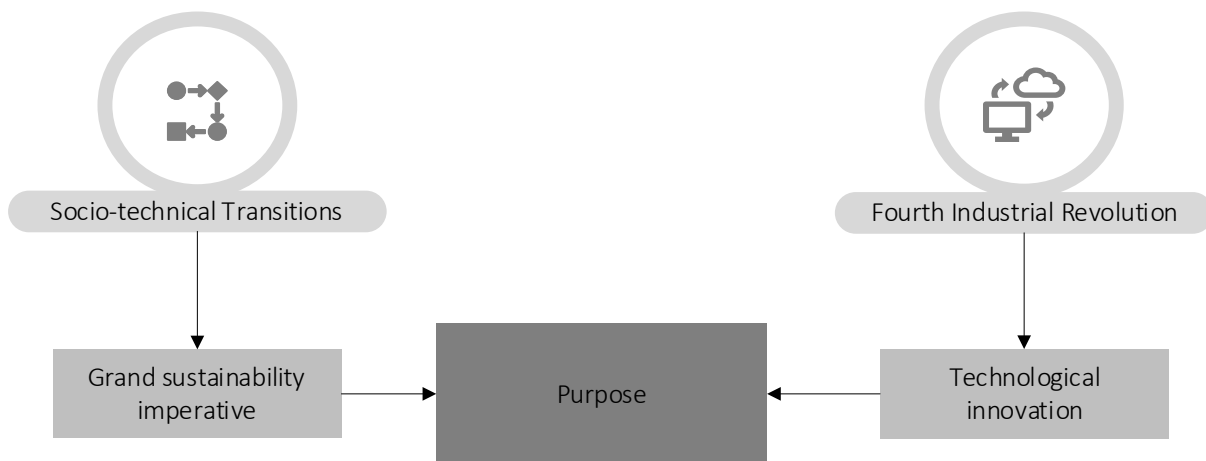 Socio-technical Transitions
Fourth Industrial Revolution
Grand sustainability
imperative
Purpose
Technological
innovation